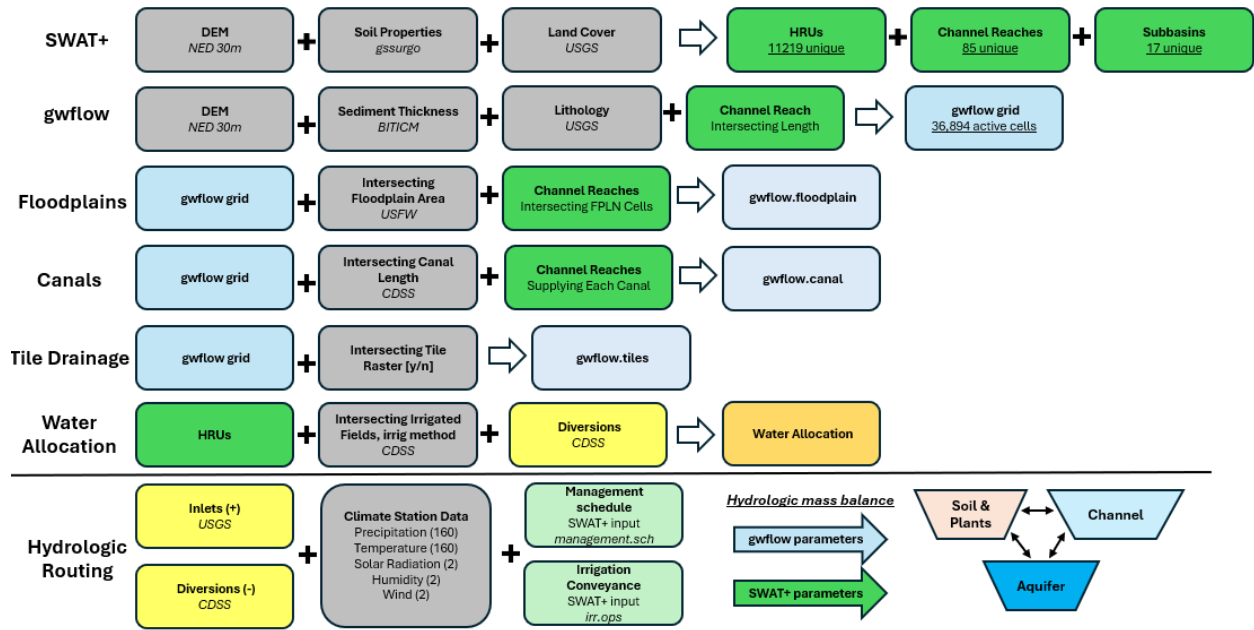 SWAT+
DEM
NED 30m
+
Soil Properties
gssurgo
+
Land Cover
USGS
HRUs
11219 unique
+
Channel Reaches
85 unique
+
Subbasins
17 unique
gwflow
DEM
NED 30m
+
Sediment Thickness
BITICM
+
Lithology
USGS
+
Channel Reach
Intersecting Length
gwflow grid
36,894 active cells
Floodplains
gwflow grid
+
Intersecting
Floodplain Area
USFW
+
Channel Reaches
Intersecting FPLN Cells
gwflow.floodplain
Canals
gwflow grid
+
Intersecting Canal
Length
CDSS
+
Channel Reaches
Supplying Each Canal
gwflow.canal
Tile Drainage
gwflow grid
+
Intersecting Tile
Raster [y/n]
gwflow.tiles
Water
Allocation
HRUs
+
Intersecting Irrigated
Fields, irrig method
CDSS
+
Diversions
CDSS
Water Allocation
Hydrologic
Routing
Inlets (+)
USGS
Diversions (-)
CDSS
+
Climate Station Data
Precipitation (160)
Temperature (160)
Solar Radiation (2)
Humidity (2)
Wind (2)
+
Management
schedule
SWAT+ input
management.sch
Irrigation
Conveyance
SWAT+ input
irr.ops
Hydrologic mass balance
gwflow parameters
SWAT+ parameters
Soil &
Plants
Channel
Aquifer